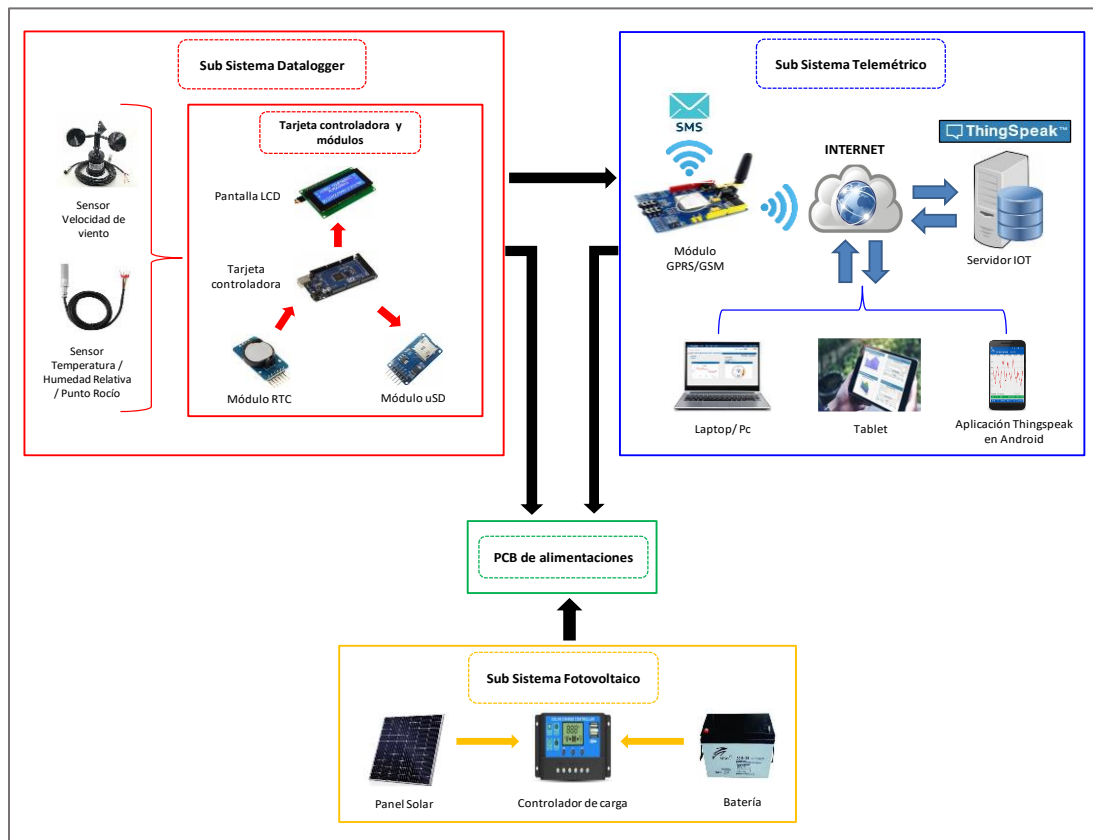 Sub Sistema Datalogger
Sensor
Velocidad de
viento
Sensor
Temperatura /
Humedad Relativa
/ Punto Rocío
Tarjeta controladora y
módulos
Pantalla LCD
Tarjeta
controladora
Módulo RTC
Módulo uSD
Sub Sistema Telemétrico
SMS
Módulo
GPRS/GSM
INTERNET
ThingSpeak™
Servidor IOT
Laptop/ Pc
Tablet
Aplicación Thingspeak
en Android
PCB de alimentaciones
Sub Sistema Fotovoltaico
Panel Solar
Controlador de carga
Batería